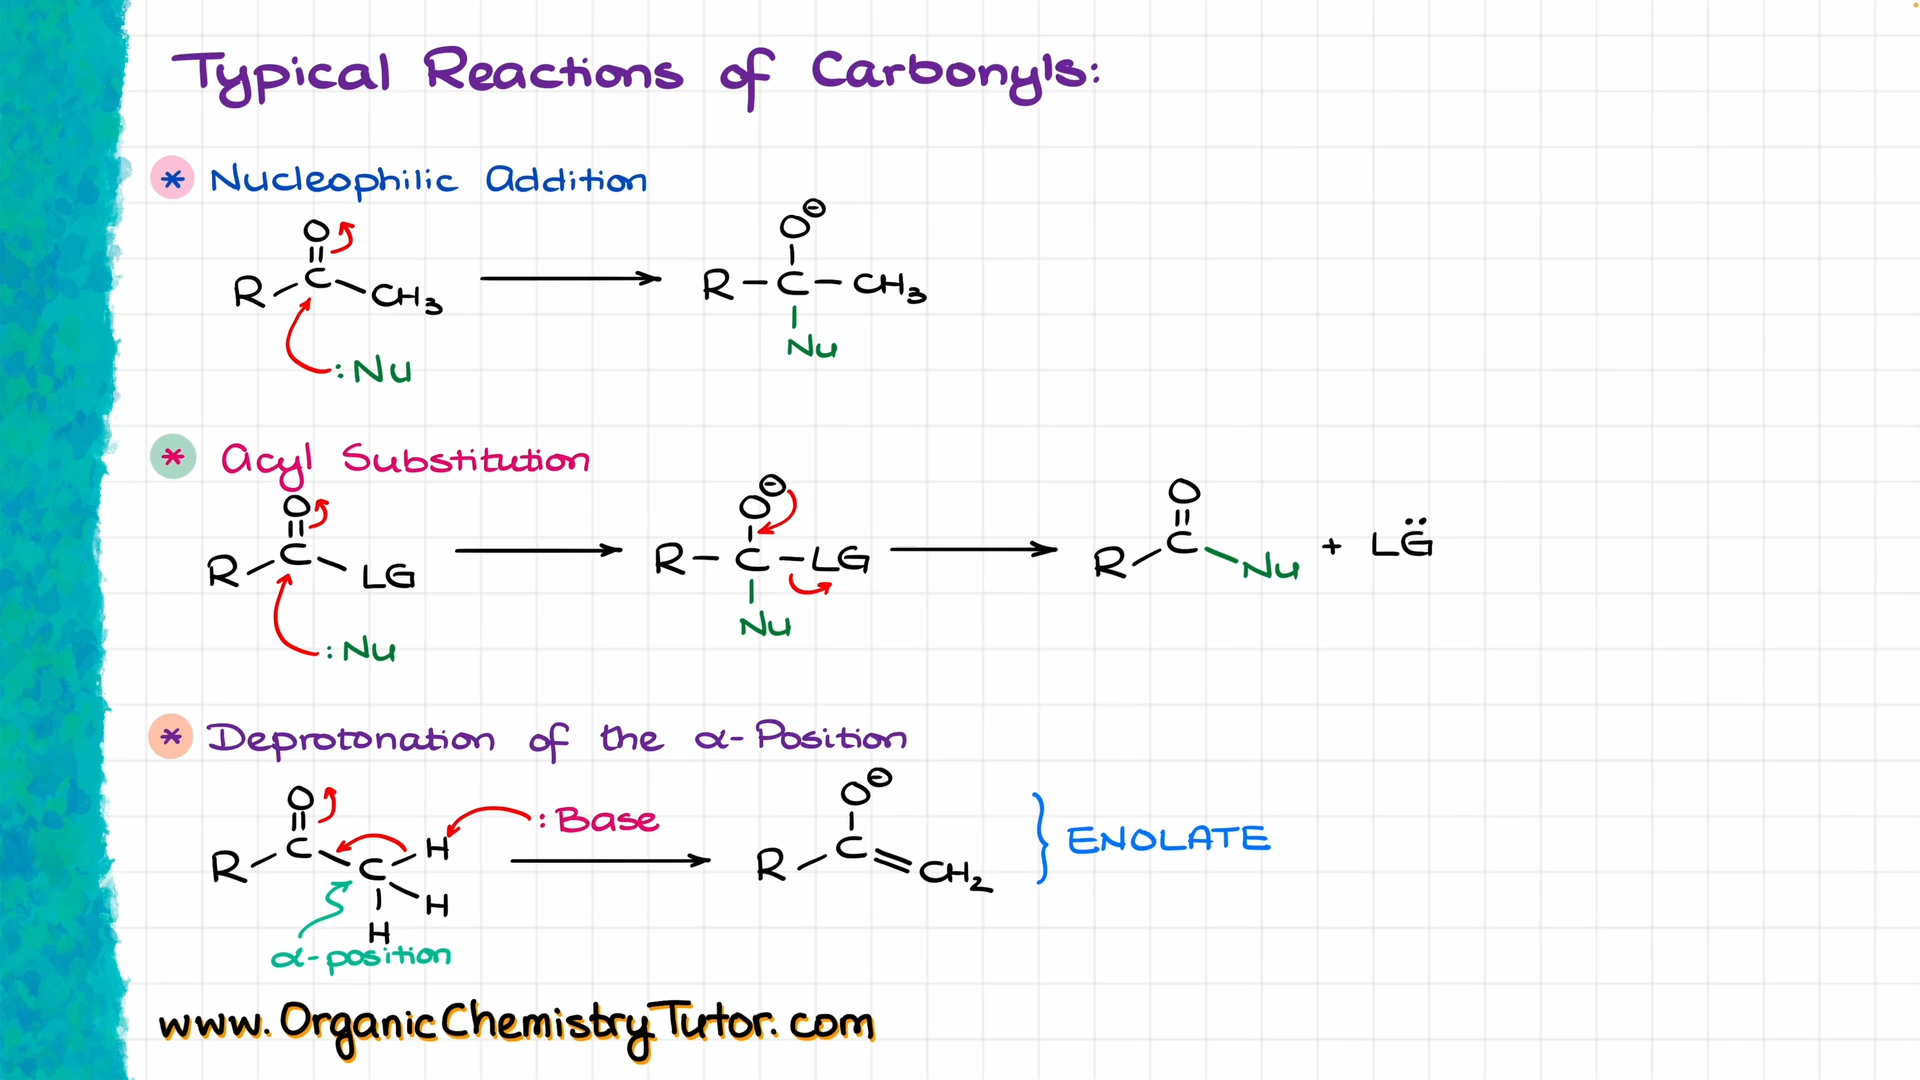 Typical Reactions of Carbonyls:
* Nucleophilic Addition
O
R C CH3
:Nu
O⊖
R-C-CH3
Nu
* Acyl Substitution
O
R C LG
:Nu
O⊖
R-C-LG
Nu
O
R C Nu + LG̈
* Deprotonation of the α-Position
O
R C C H
H
H
:Base
α-position
O⊖
R C CH2
} ENOLATE
www.OrganicChemistryTutor.com